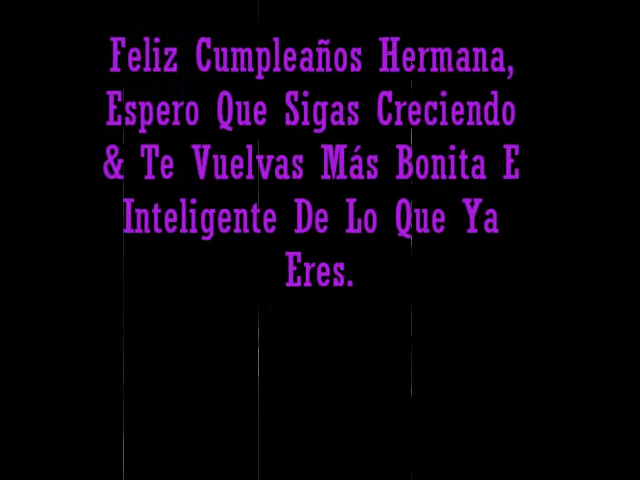 Feliz Cumpleaños Hermana,
Espero Que Sigas Creciendo
& Te Vuelvas Más Bonita E
Inteligente De Lo Que Ya
Eres.